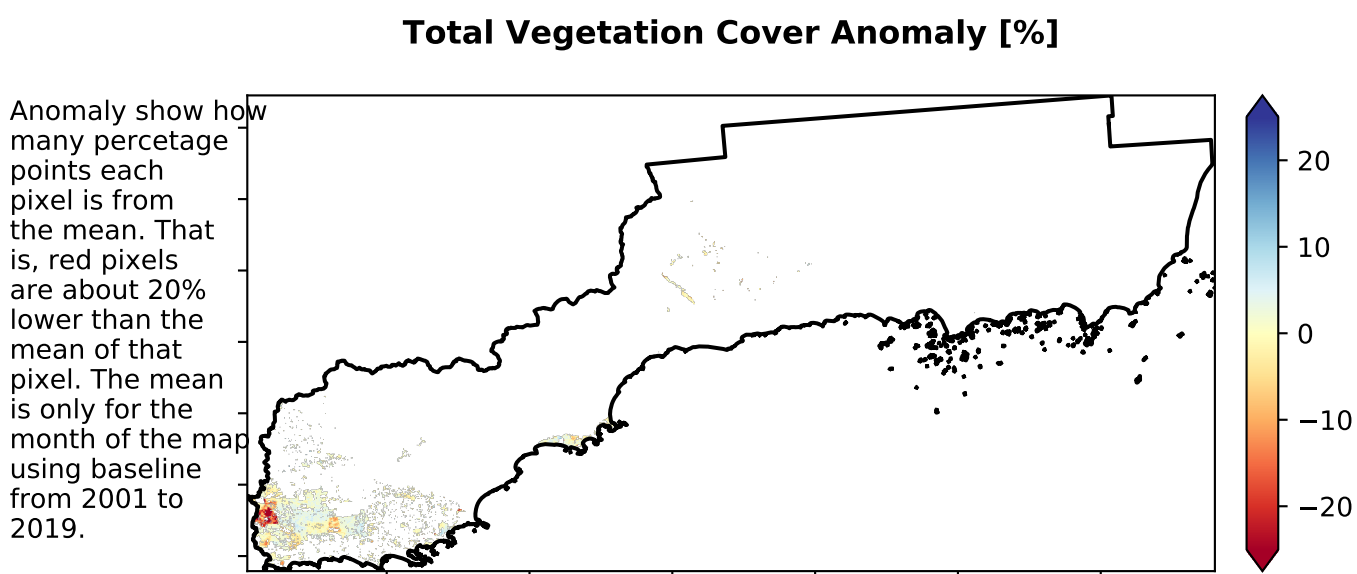 Total Vegetation Cover Anomaly [%]
Anomaly show how
many percetage
points each
pixel is from
the mean. That
is, red pixels
are about 20%
lower than the
mean of that
pixel. The mean
is only for the
month of the map
using baseline
from 2001 to
2019.
20
10
0
−10
−20